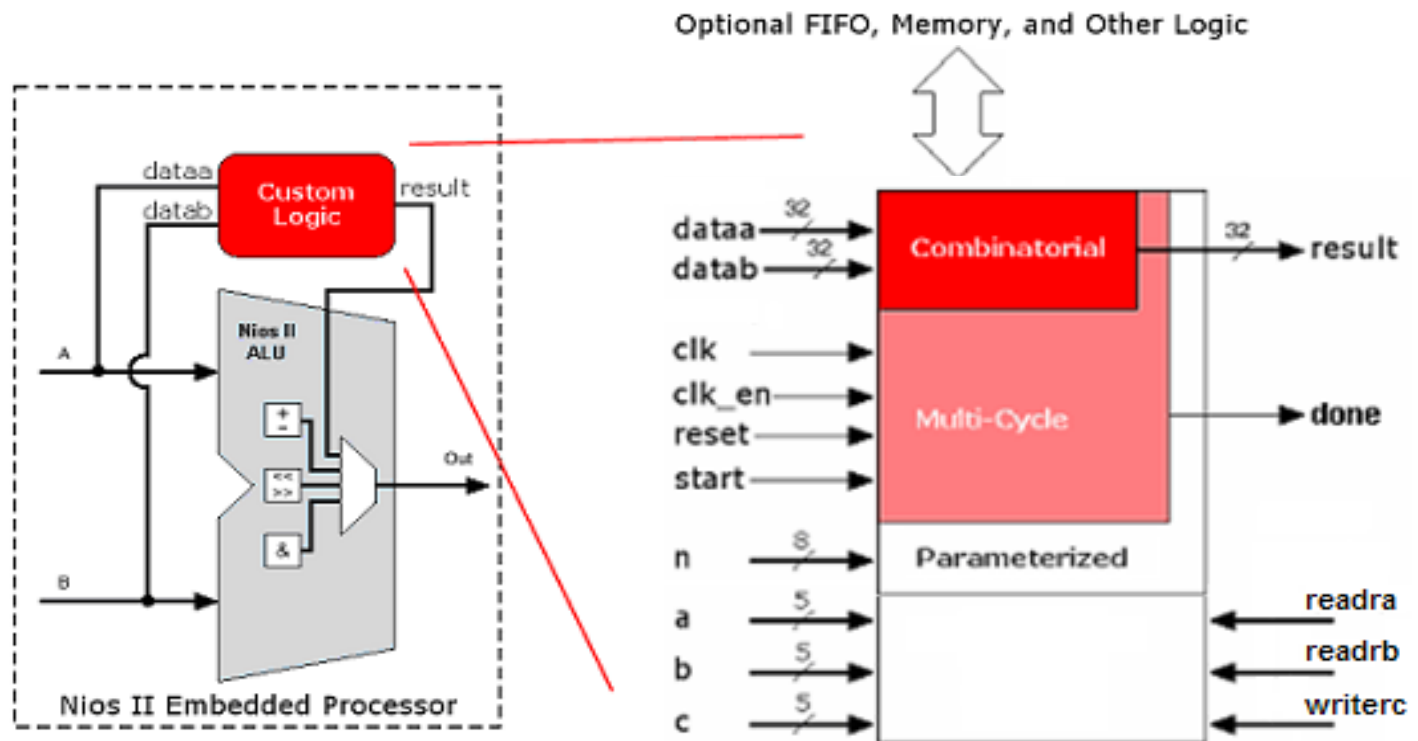 Optional FIFO, Memory, and Other Logic
dataa
datab
Custom
Logic
result
Nios II
ALU
A
+
-
<<
>>
&
Out
B
Nios II Embedded Processor
dataa
32
datab
32
Combinatorial
32
result
clk
clk_en
reset
start
Multi-Cycle
done
n
8
Parameterized
a
5
readra
b
5
readrb
c
5
writerc